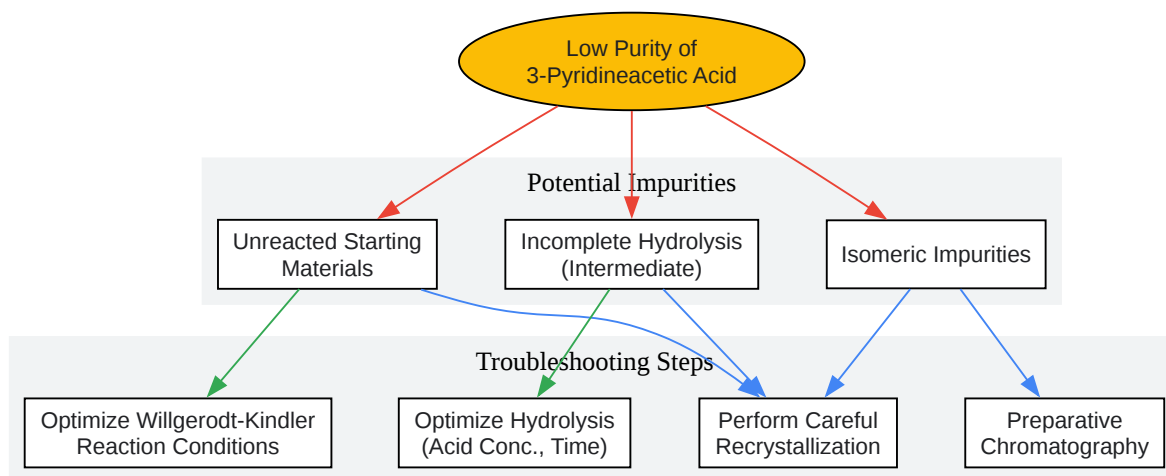 Low Purity of
3-Pyridineacetic Acid
Potential Impurities
Unreacted Starting
Materials
Incomplete Hydrolysis
(Intermediate)
Isomeric Impurities
Troubleshooting Steps
Optimize Willgerodt-Kindler
Reaction Conditions
Optimize Hydrolysis
(Acid Conc., Time)
Perform Careful
Recrystallization
Preparative
Chromatography